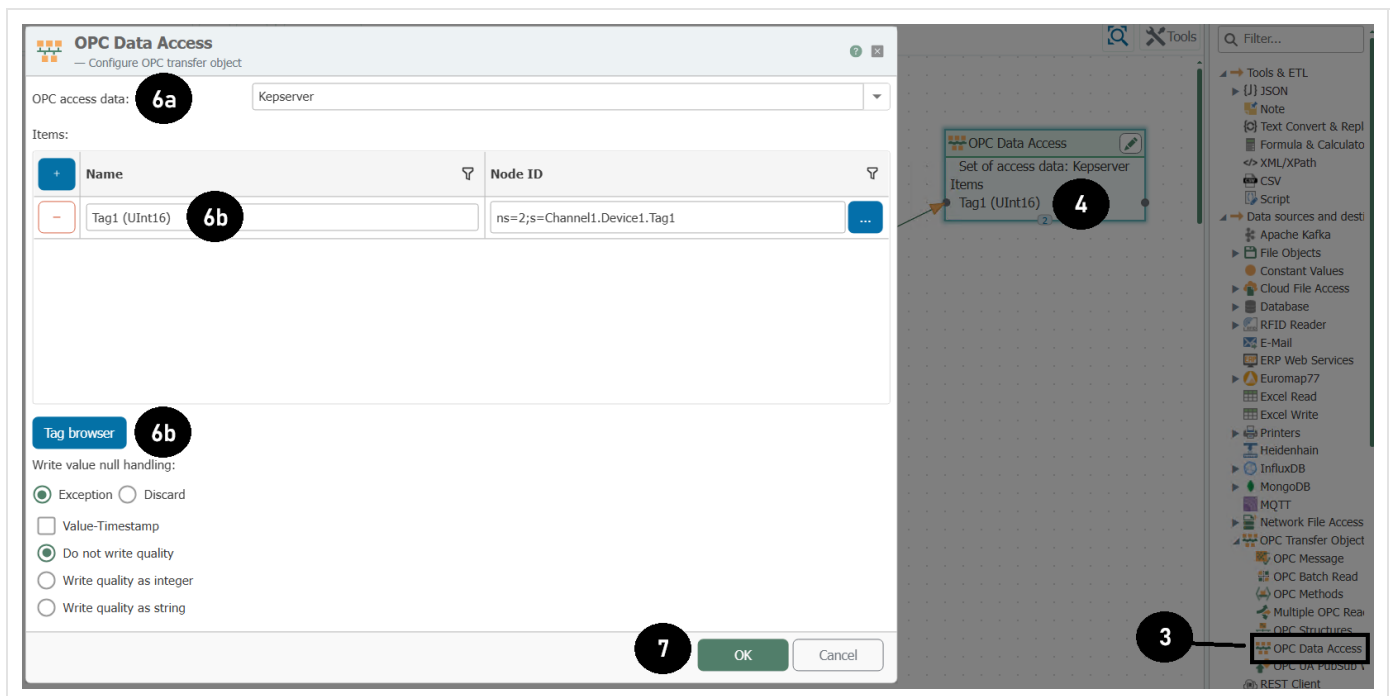 OPC Data Access
— Configure OPC transfer object
OPC access data:
6a
Kepserver
Items:
+
Name
Node ID
−
Tag1 (UInt16)
6b
ns=2;s=Channel1.Device1.Tag1
...
Tag browser
6b
Write value null handling:
Exception
Discard
Value-Timestamp
Do not write quality
Write quality as integer
Write quality as string
7
OK
Cancel
OPC Data Access
Set of access data: Kepserver
Items
Tag1 (UInt16)
4
2
Tools
Filter...
Tools & ETL
JSON
Note
Text Convert & Repl
Formula & Calculato
XML/XPath
CSV
Script
Data sources and desti
Apache Kafka
File Objects
Constant Values
Cloud File Access
Database
RFID Reader
E-Mail
ERP Web Services
Euromap77
Excel Read
Excel Write
Printers
Heidenhain
InfluxDB
MongoDB
MQTT
Network File Access
OPC Transfer Object
OPC Message
OPC Batch Read
OPC Methods
Multiple OPC Rea
OPC Structures
3
OPC Data Access
OPC UA PubSub
REST Client